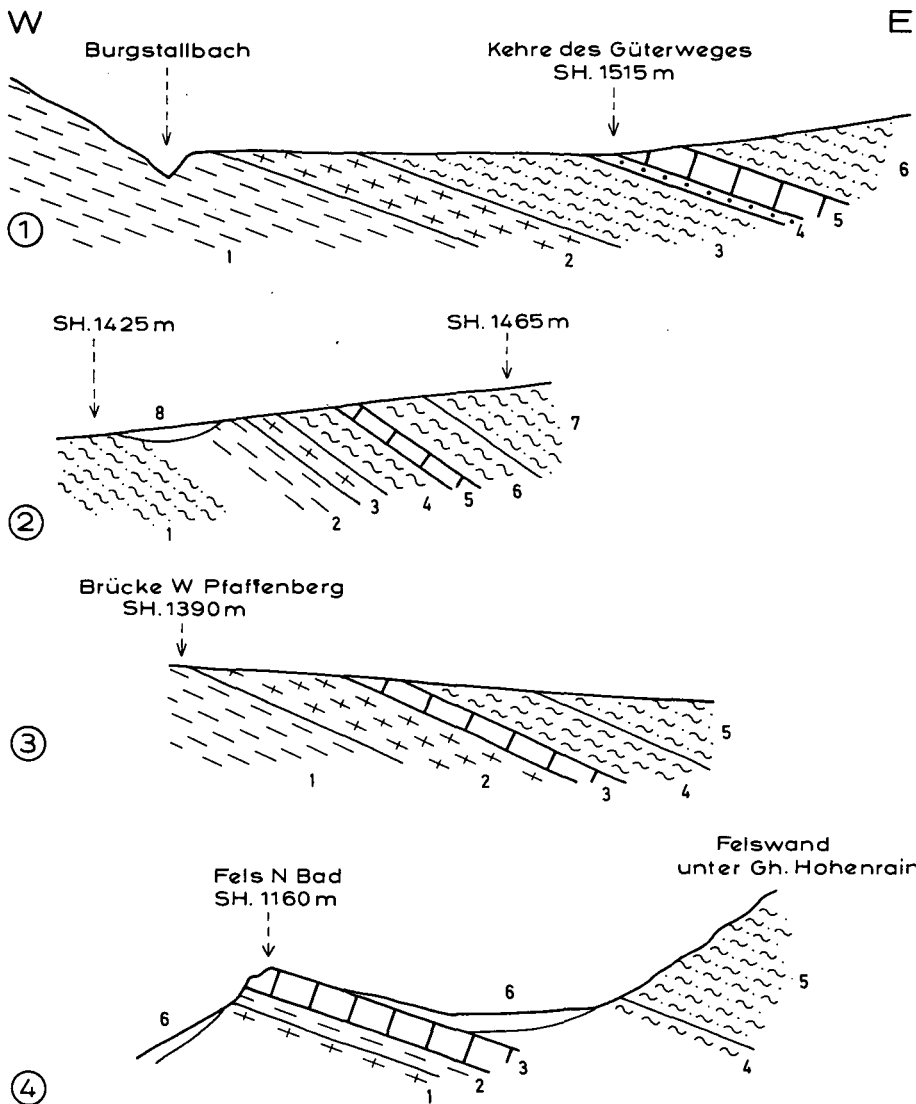 W
E
Burgstallbach
Kehre des Güterweges
SH. 1515 m
1
2
3
4
5
6
①
SH. 1425 m
SH. 1465 m
8
1
2
3
4
5
6
7
②
Brücke W Pfaffenberg
SH. 1390 m
1
2
3
4
5
③
Felswand
unter Gh. Hohenrain
Fels N Bad
SH. 1160 m
6
6
1
2
3
4
5
④